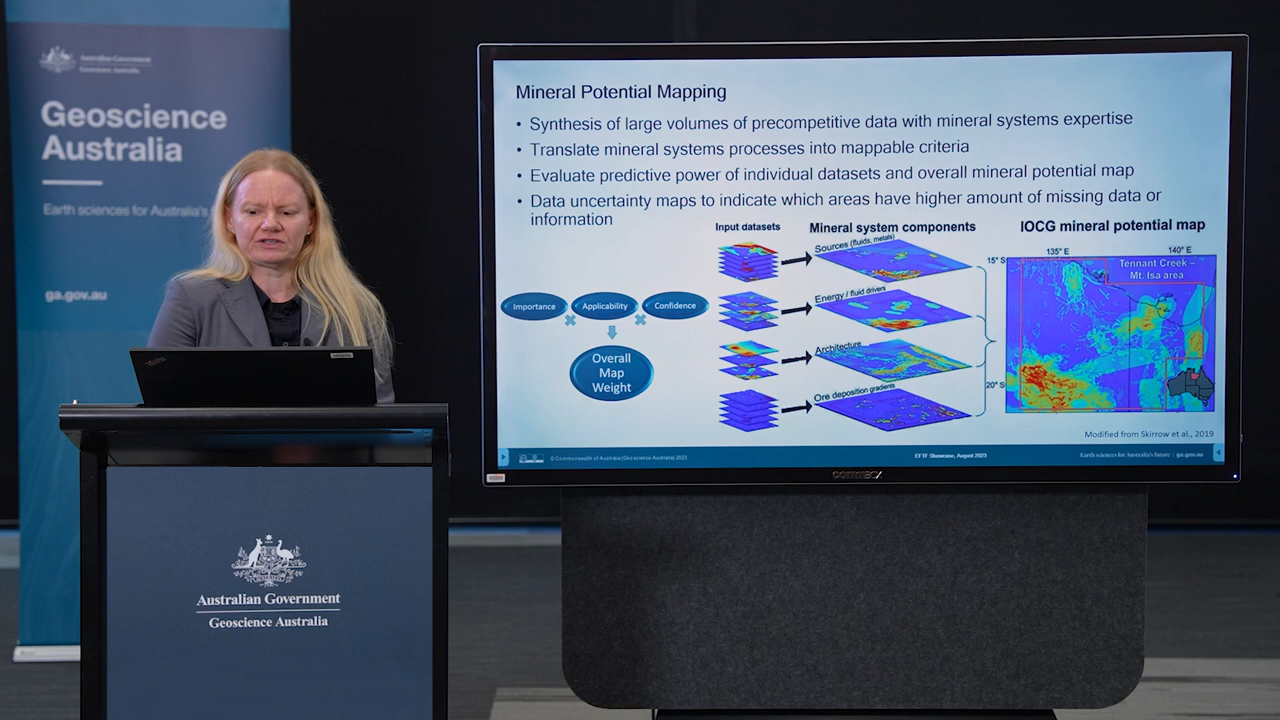 Australian Government
Geoscience Australia
Geoscience
Australia
Earth sciences for Australia's
ga.gov.au
Australian Government
Geoscience Australia
Mineral Potential Mapping
• Synthesis of large volumes of precompetitive data with mineral systems expertise
• Translate mineral systems processes into mappable criteria
• Evaluate predictive power of individual datasets and overall mineral potential map
• Data uncertainty maps to indicate which areas have higher amount of missing data or
information
Importance
Applicability
Confidence
Overall
Map
Weight
Input datasets
Mineral system components
Sources (fluids, metals)
Energy / fluid drivers
Architecture
Ore deposition gradients
IOCG mineral potential map
135° E
140° E
15° S
20° S
Tennant Creek –
Mt. Isa area
Modified from Skirrow et al., 2019
© Commonwealth of Australia (Geoscience Australia) 2023
EFTF Showcase, August 2023
Earth sciences for Australia's future | ga.gov.au
commbox